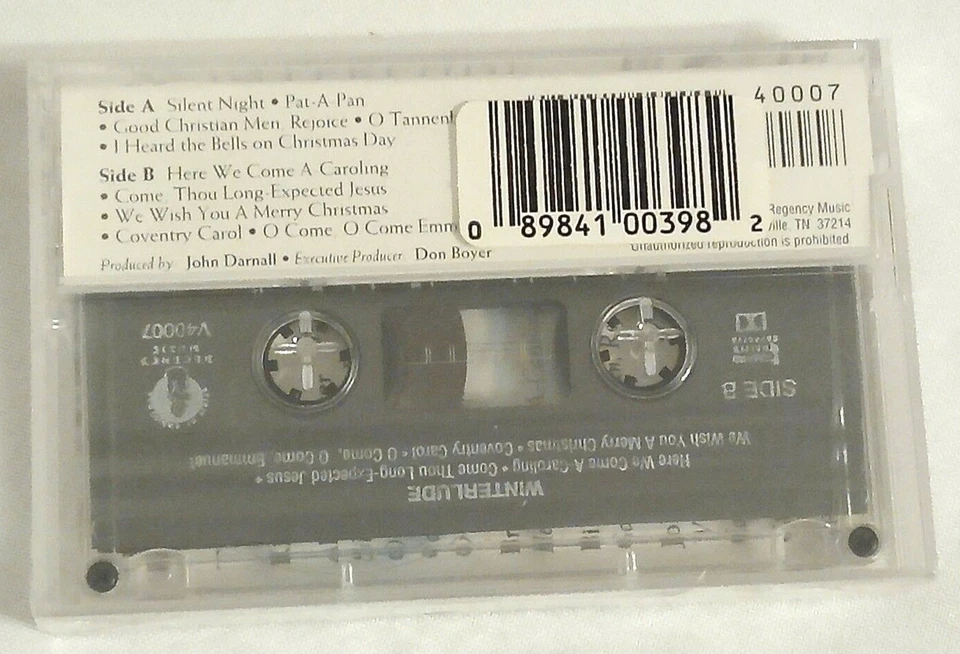 Side A Silent Night • Pat-A-Pan
• Good Christian Men, Rejoice • O Tannen
• I Heard the Bells on Christmas Day
Side B Here We Come A Caroling
• Come, Thou Long-Expected Jesus
• We Wish You A Merry Christmas
• Coventry Carol • O Come, O Come Emm
Produced by John Darnall • Executive Producer Don Boyer
0 89841 00398 2
40007
Regency Music
ville, TN 37214
Unauthorized reproduction is prohibited.
WINTERLUDE
Here We Come A-Caroling • Come Thou Long-Expected Jesus •
We Wish You A Merry Christmas • Coventry Carol • O Come, O Come, Emmanuel
SIDE B
REGENCY
MUSIC
V40007